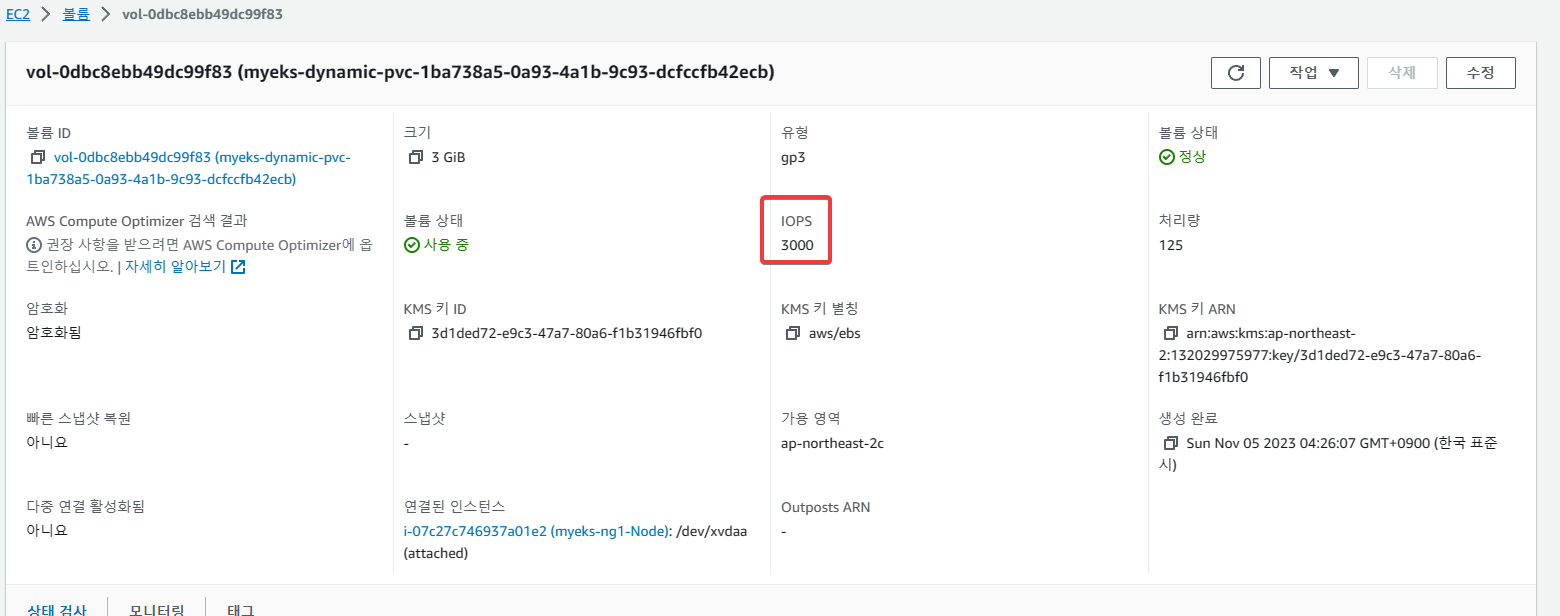 EC2 > 볼륨 > vol-0dbc8ebb49dc99f83
vol-0dbc8ebb49dc99f83 (myeks-dynamic-pvc-1ba738a5-0a93-4a1b-9c93-dcfccfb42ecb)
작업 ▼
삭제
수정
볼륨 ID
vol-0dbc8ebb49dc99f83 (myeks-dynamic-pvc-
1ba738a5-0a93-4a1b-9c93-dcfccfb42ecb)
크기
3 GiB
유형
gp3
볼륨 상태
정상
AWS Compute Optimizer 검색 결과
권장 사항을 받으려면 AWS Compute Optimizer에 옵
트인하십시오. | 자세히 알아보기
볼륨 상태
사용 중
IOPS
3000
처리량
125
암호화
암호화됨
KMS 키 ID
3d1ded72-e9c3-47a7-80a6-f1b31946fbf0
KMS 키 별칭
aws/ebs
KMS 키 ARN
arn:aws:kms:ap-northeast-
2:132029975977:key/3d1ded72-e9c3-47a7-80a6-
f1b31946fbf0
빠른 스냅샷 복원
아니요
스냅샷
-
가용 영역
ap-northeast-2c
생성 완료
Sun Nov 05 2023 04:26:07 GMT+0900 (한국 표준
시)
다중 연결 활성화됨
아니요
연결된 인스턴스
i-07c27c746937a01e2 (myeks-ng1-Node): /dev/xvdaa
(attached)
Outposts ARN
-
상태 검사
모니터링
태그